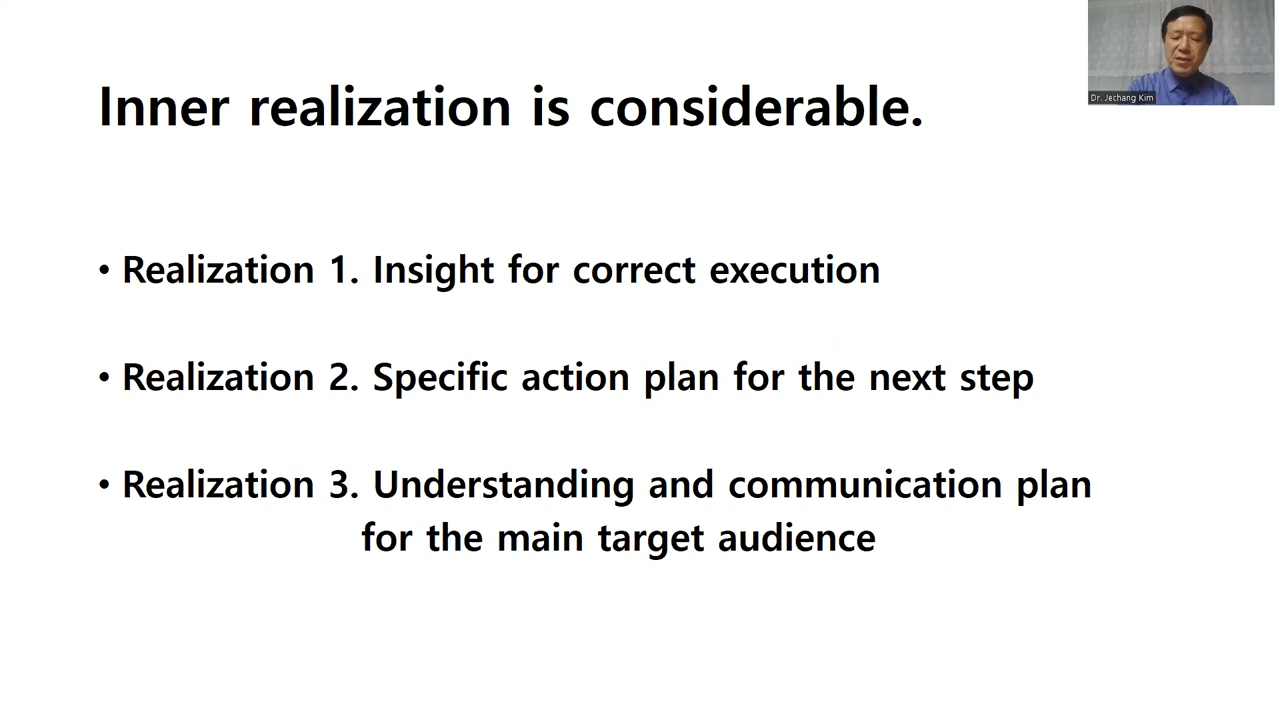 Inner realization is considerable.
Dr. Jechang Kim
• Realization 1. Insight for correct execution
• Realization 2. Specific action plan for the next step
• Realization 3. Understanding and communication plan
for the main target audience